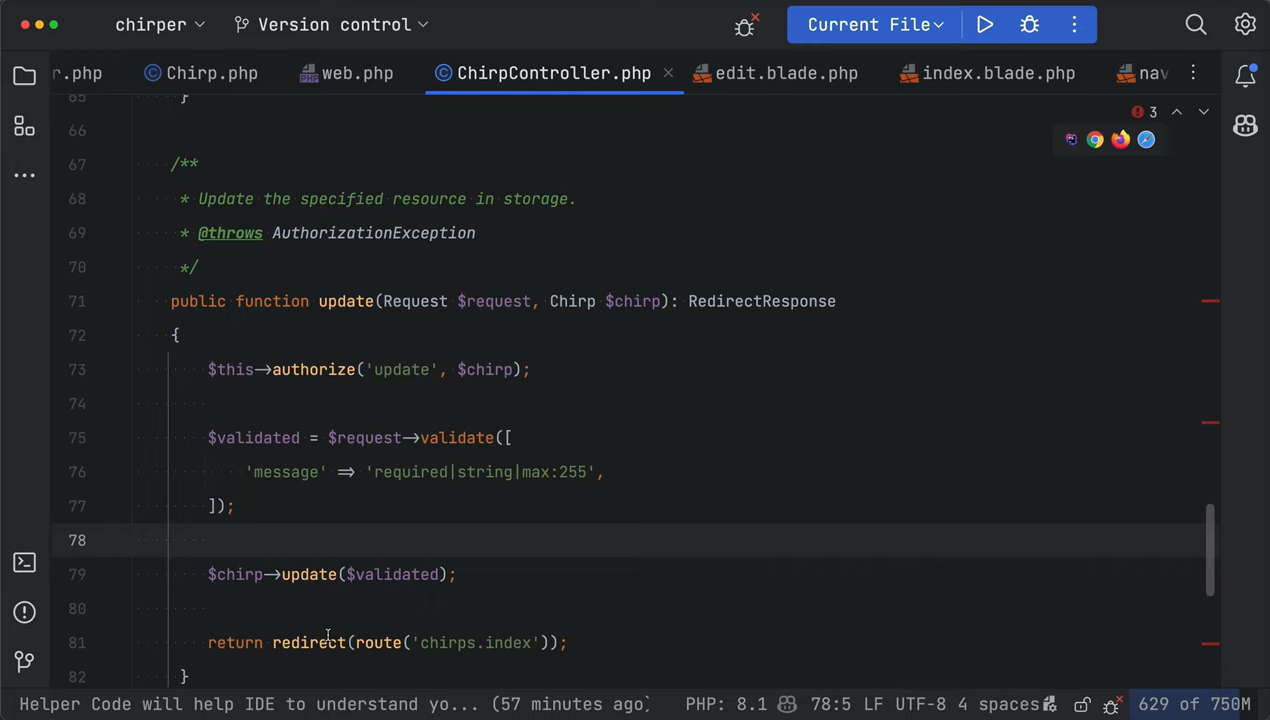 chirper Version control Current File
r.php Chirp.php web.php ChirpController.php edit.blade.php index.blade.php nav
3
65 }
66
67 /**
68 * Update the specified resource in storage.
69 * @throws AuthorizationException
70 */
71 public function update(Request $request, Chirp $chirp): RedirectResponse
72 {
73 $this->authorize('update', $chirp);
74
75 $validated = $request->validate([
76 'message' => 'required|string|max:255',
77 ]);
78
79 $chirp->update($validated);
80
81 return redirect(route('chirps.index'));
82 }
Helper Code will help IDE to understand yo... (57 minutes ago) PHP: 8.1 78:5 LF UTF-8 4 spaces 629 of 750M